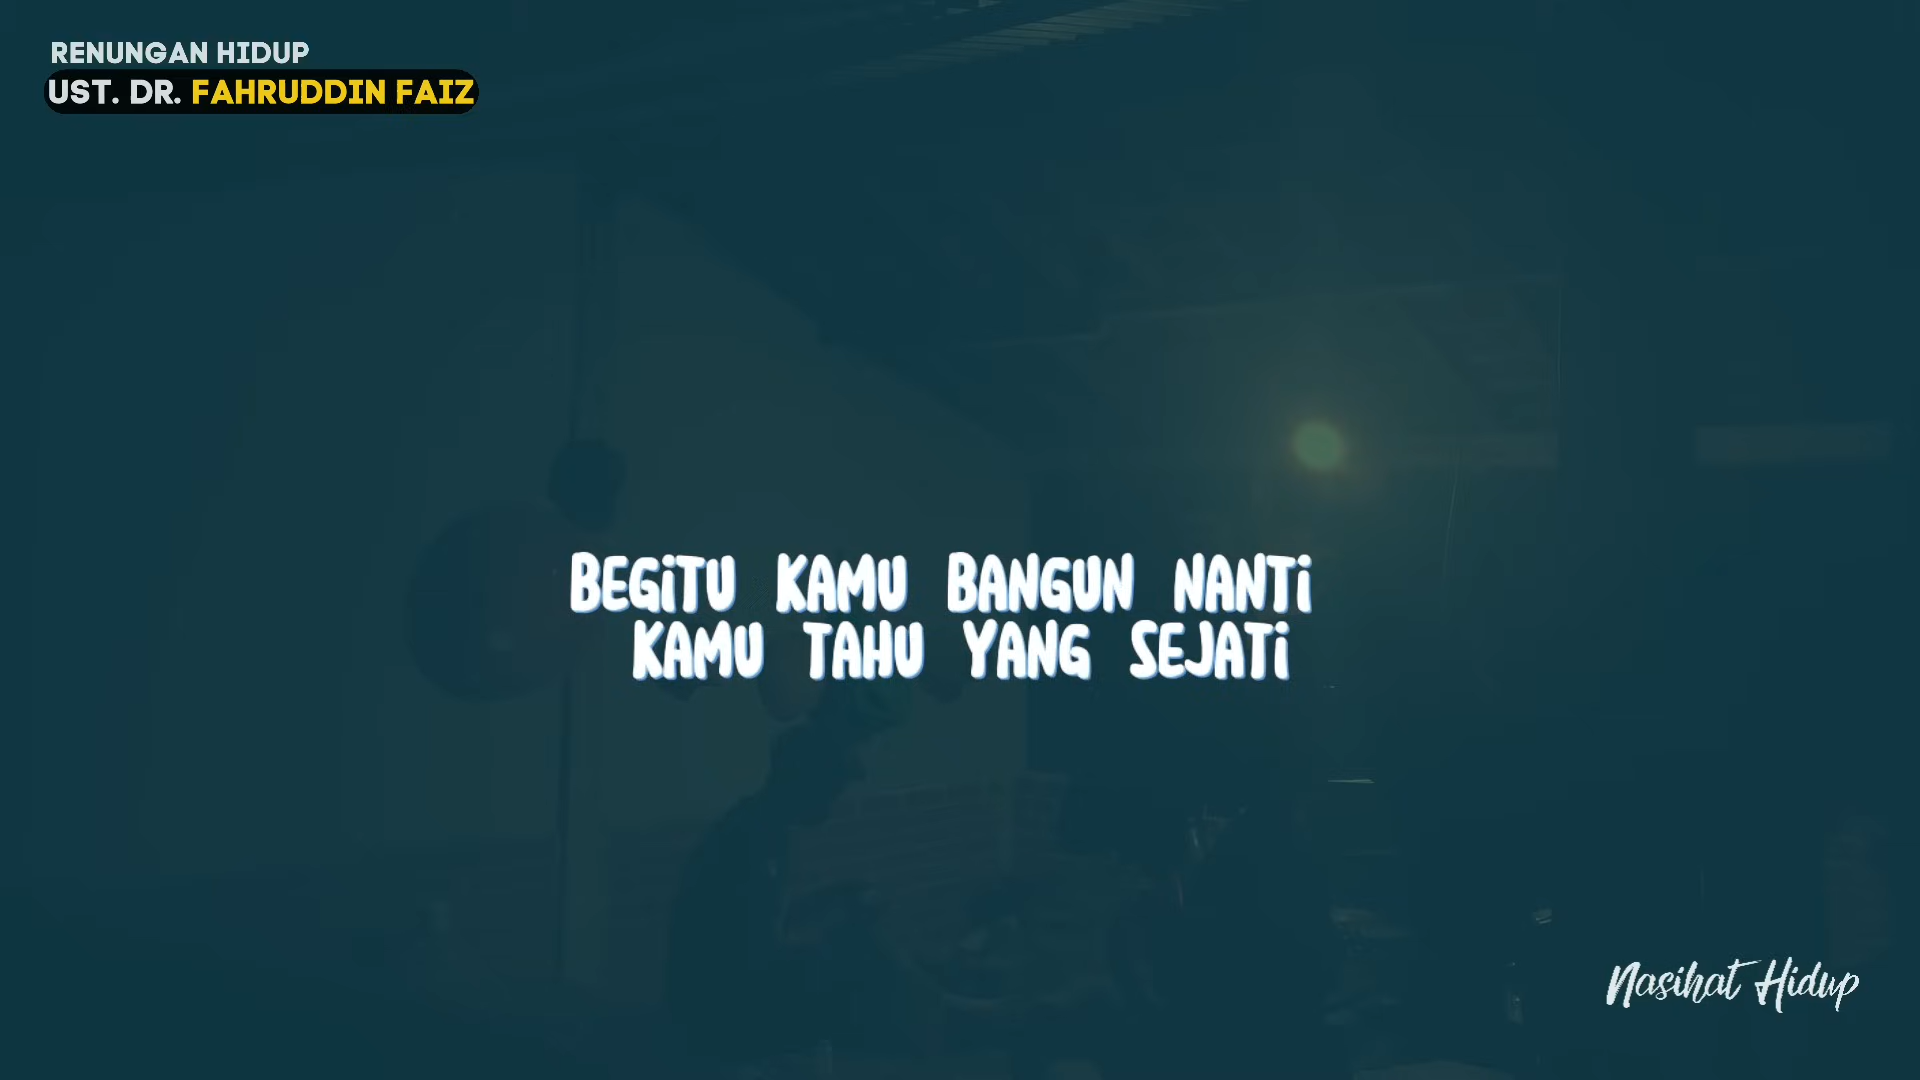 RENUNGAN HIDUP
UST. DR. FAHRUDDIN FAIZ
BEGiTU KAMU BANGUN NANTi
KAMU TAHU YANG SEJATi
Nasihat Hidup